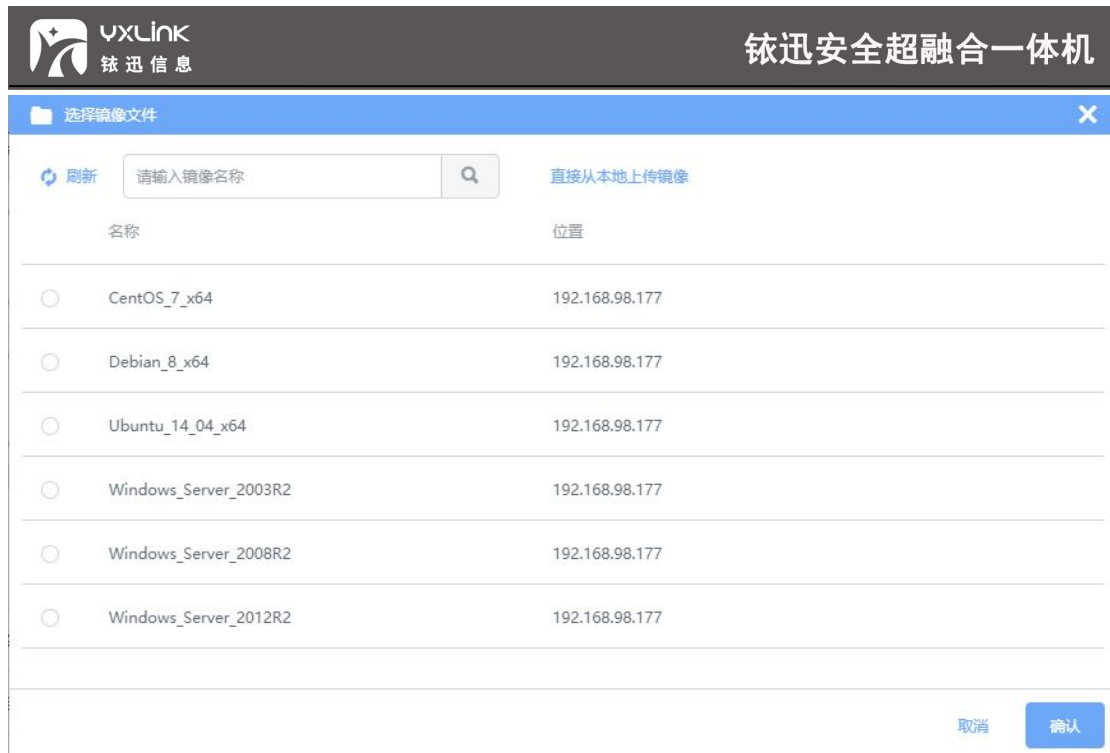 YXLINK
铱迅信息
铱迅安全超融合一体机
选择镜像文件
刷新 请输入镜像名称 直接从本地上传镜像
名称 位置
CentOS_7_x64 192.168.98.177
Debian_8_x64 192.168.98.177
Ubuntu_14_04_x64 192.168.98.177
Windows_Server_2003R2 192.168.98.177
Windows_Server_2008R2 192.168.98.177
Windows_Server_2012R2 192.168.98.177
取消 确认